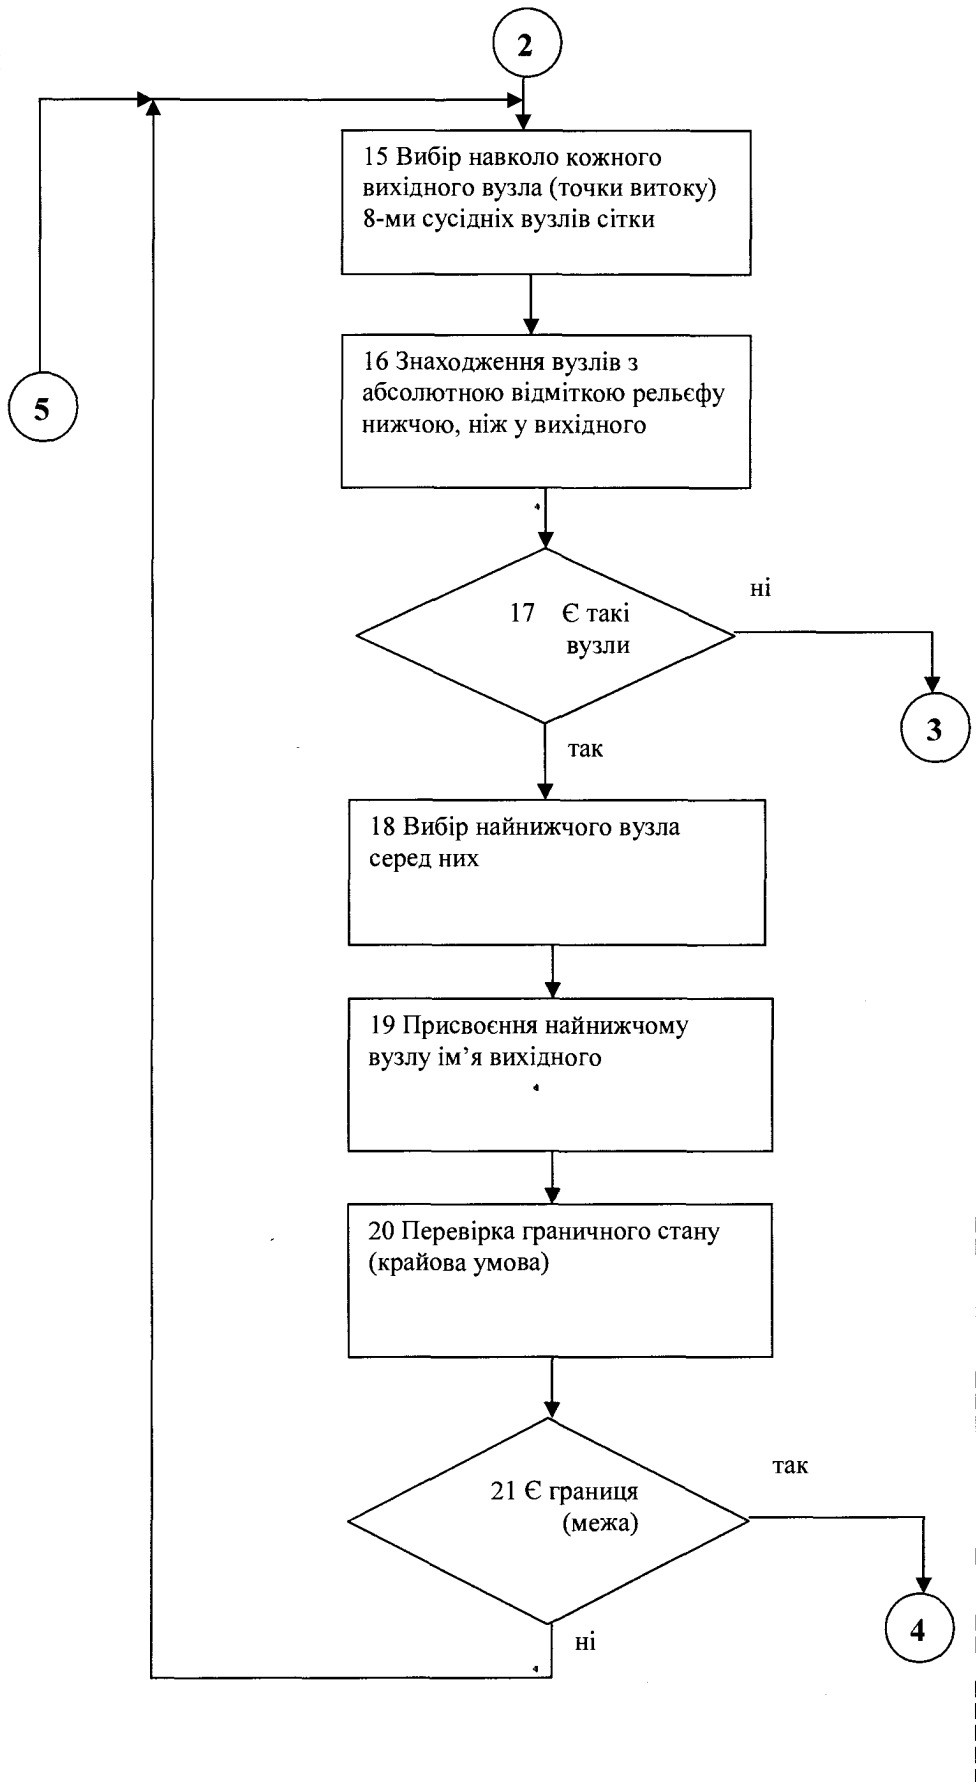 2
15 Вибір навколо кожного
вихідного вузла (точки витоку)
8-ми сусідніх вузлів сітки
16 Знаходження вузлів з
абсолютною відміткою рельєфу
нижчою, ніж у вихідного
5
17 Є такі
вузли
ні
3
так
18 Вибір найнижчого вузла
серед них
19 Присвоєння найнижчому
вузлу ім’я вихідного
20 Перевірка граничного стану
(крайова умова)
21 Є границя
(межа)
так
4
ні